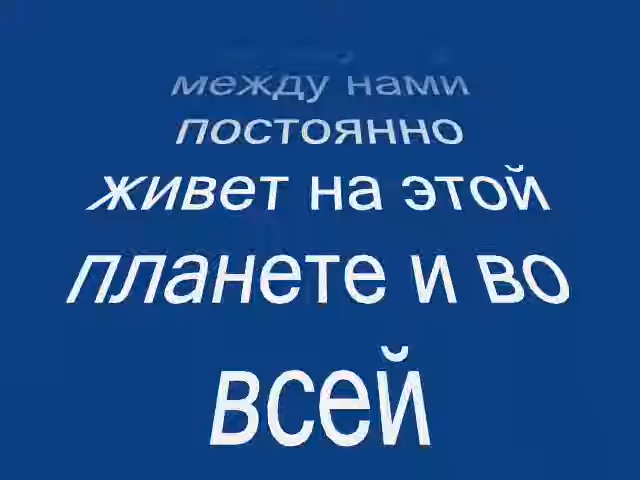 между нами
постоянно
живет на этой
планете и во
всей